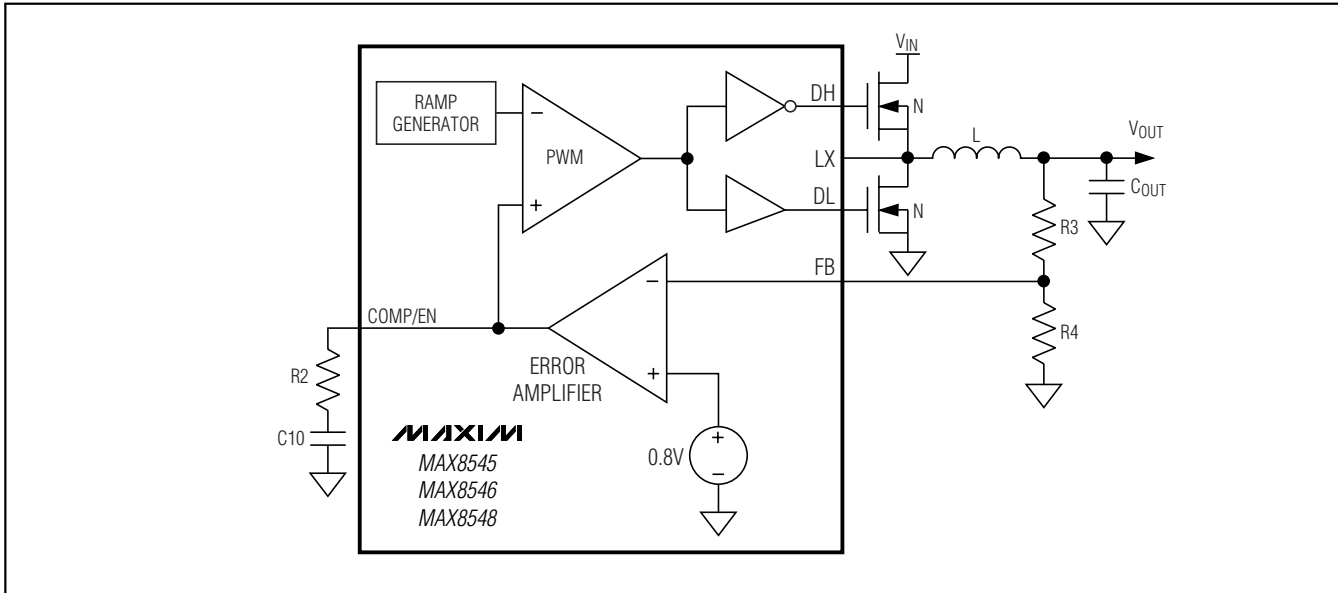 RAMP
GENERATOR
−
PWM
+
DH
LX
DL
FB
VIN
N
N
L
VOUT
COUT
R3
R4
COMP/EN
R2
C10
−
+
ERROR
AMPLIFIER
+
−
0.8V
MAXIM
MAX8545
MAX8546
MAX8548